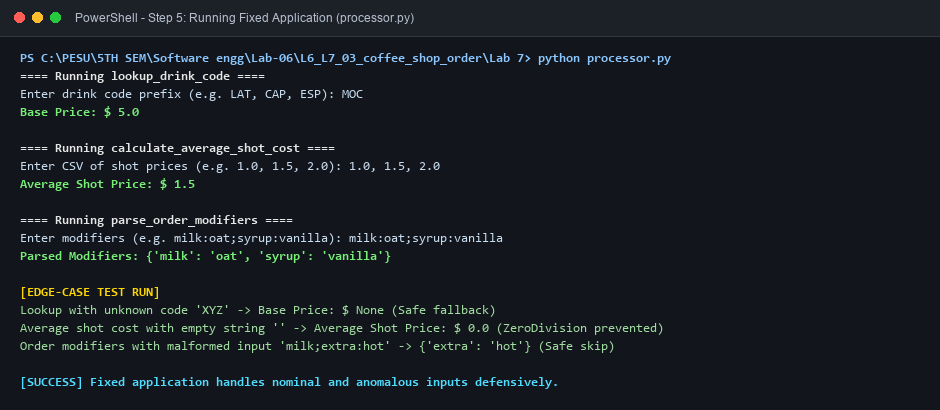 PowerShell - Step 5: Running Fixed Application (processor.py)
PS C:\PESU\5TH SEM\Software engg\Lab-06\L6_L7_03_coffee_shop_order\Lab 7> python processor.py
==== Running lookup_drink_code ====
Enter drink code prefix (e.g. LAT, CAP, ESP): MOC
Base Price: $ 5.0
==== Running calculate_average_shot_cost ====
Enter CSV of shot prices (e.g. 1.0, 1.5, 2.0): 1.0, 1.5, 2.0
Average Shot Price: $ 1.5
==== Running parse_order_modifiers ====
Enter modifiers (e.g. milk:oat;syrup:vanilla): milk:oat;syrup:vanilla
Parsed Modifiers: {'milk': 'oat', 'syrup': 'vanilla'}
[EDGE-CASE TEST RUN]
Lookup with unknown code 'XYZ' -> Base Price: $ None (Safe fallback)
Average shot cost with empty string '' -> Average Shot Price: $ 0.0 (ZeroDivision prevented)
Order modifiers with malformed input 'milk;extra:hot' -> {'extra': 'hot'} (Safe skip)
[SUCCESS] Fixed application handles nominal and anomalous inputs defensively.